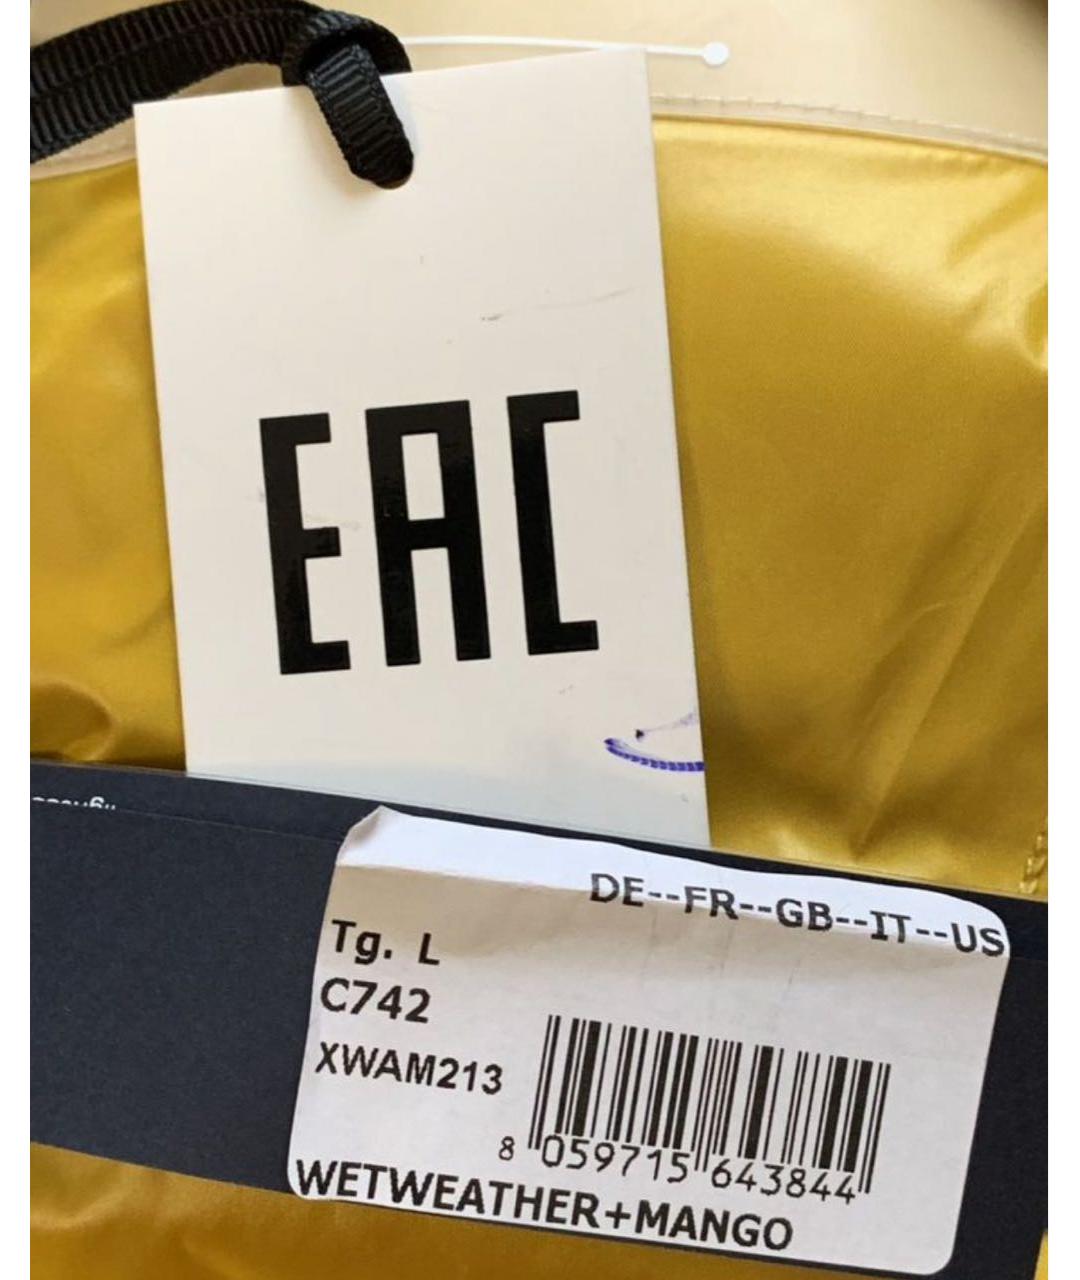 EAC
DE--FR--GB--IT--US
Tg. L
C742
XWAM213
8 059715 643844
WETWEATHER+MANGO